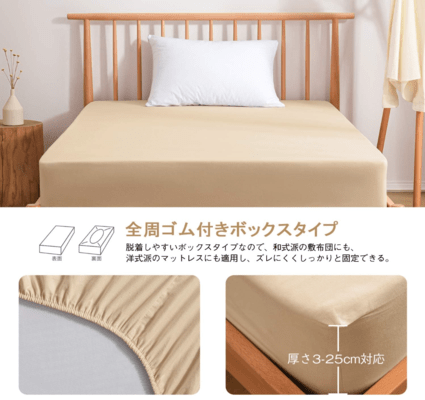 全周ゴム付きボックスタイプ
脱着しやすいボックスタイプなので、和式派の敷布団にも、
洋式派のマットレスにも適用し、ズレにくくしっかりと固定できる。
表面
裏面
厚さ3-25cm対応